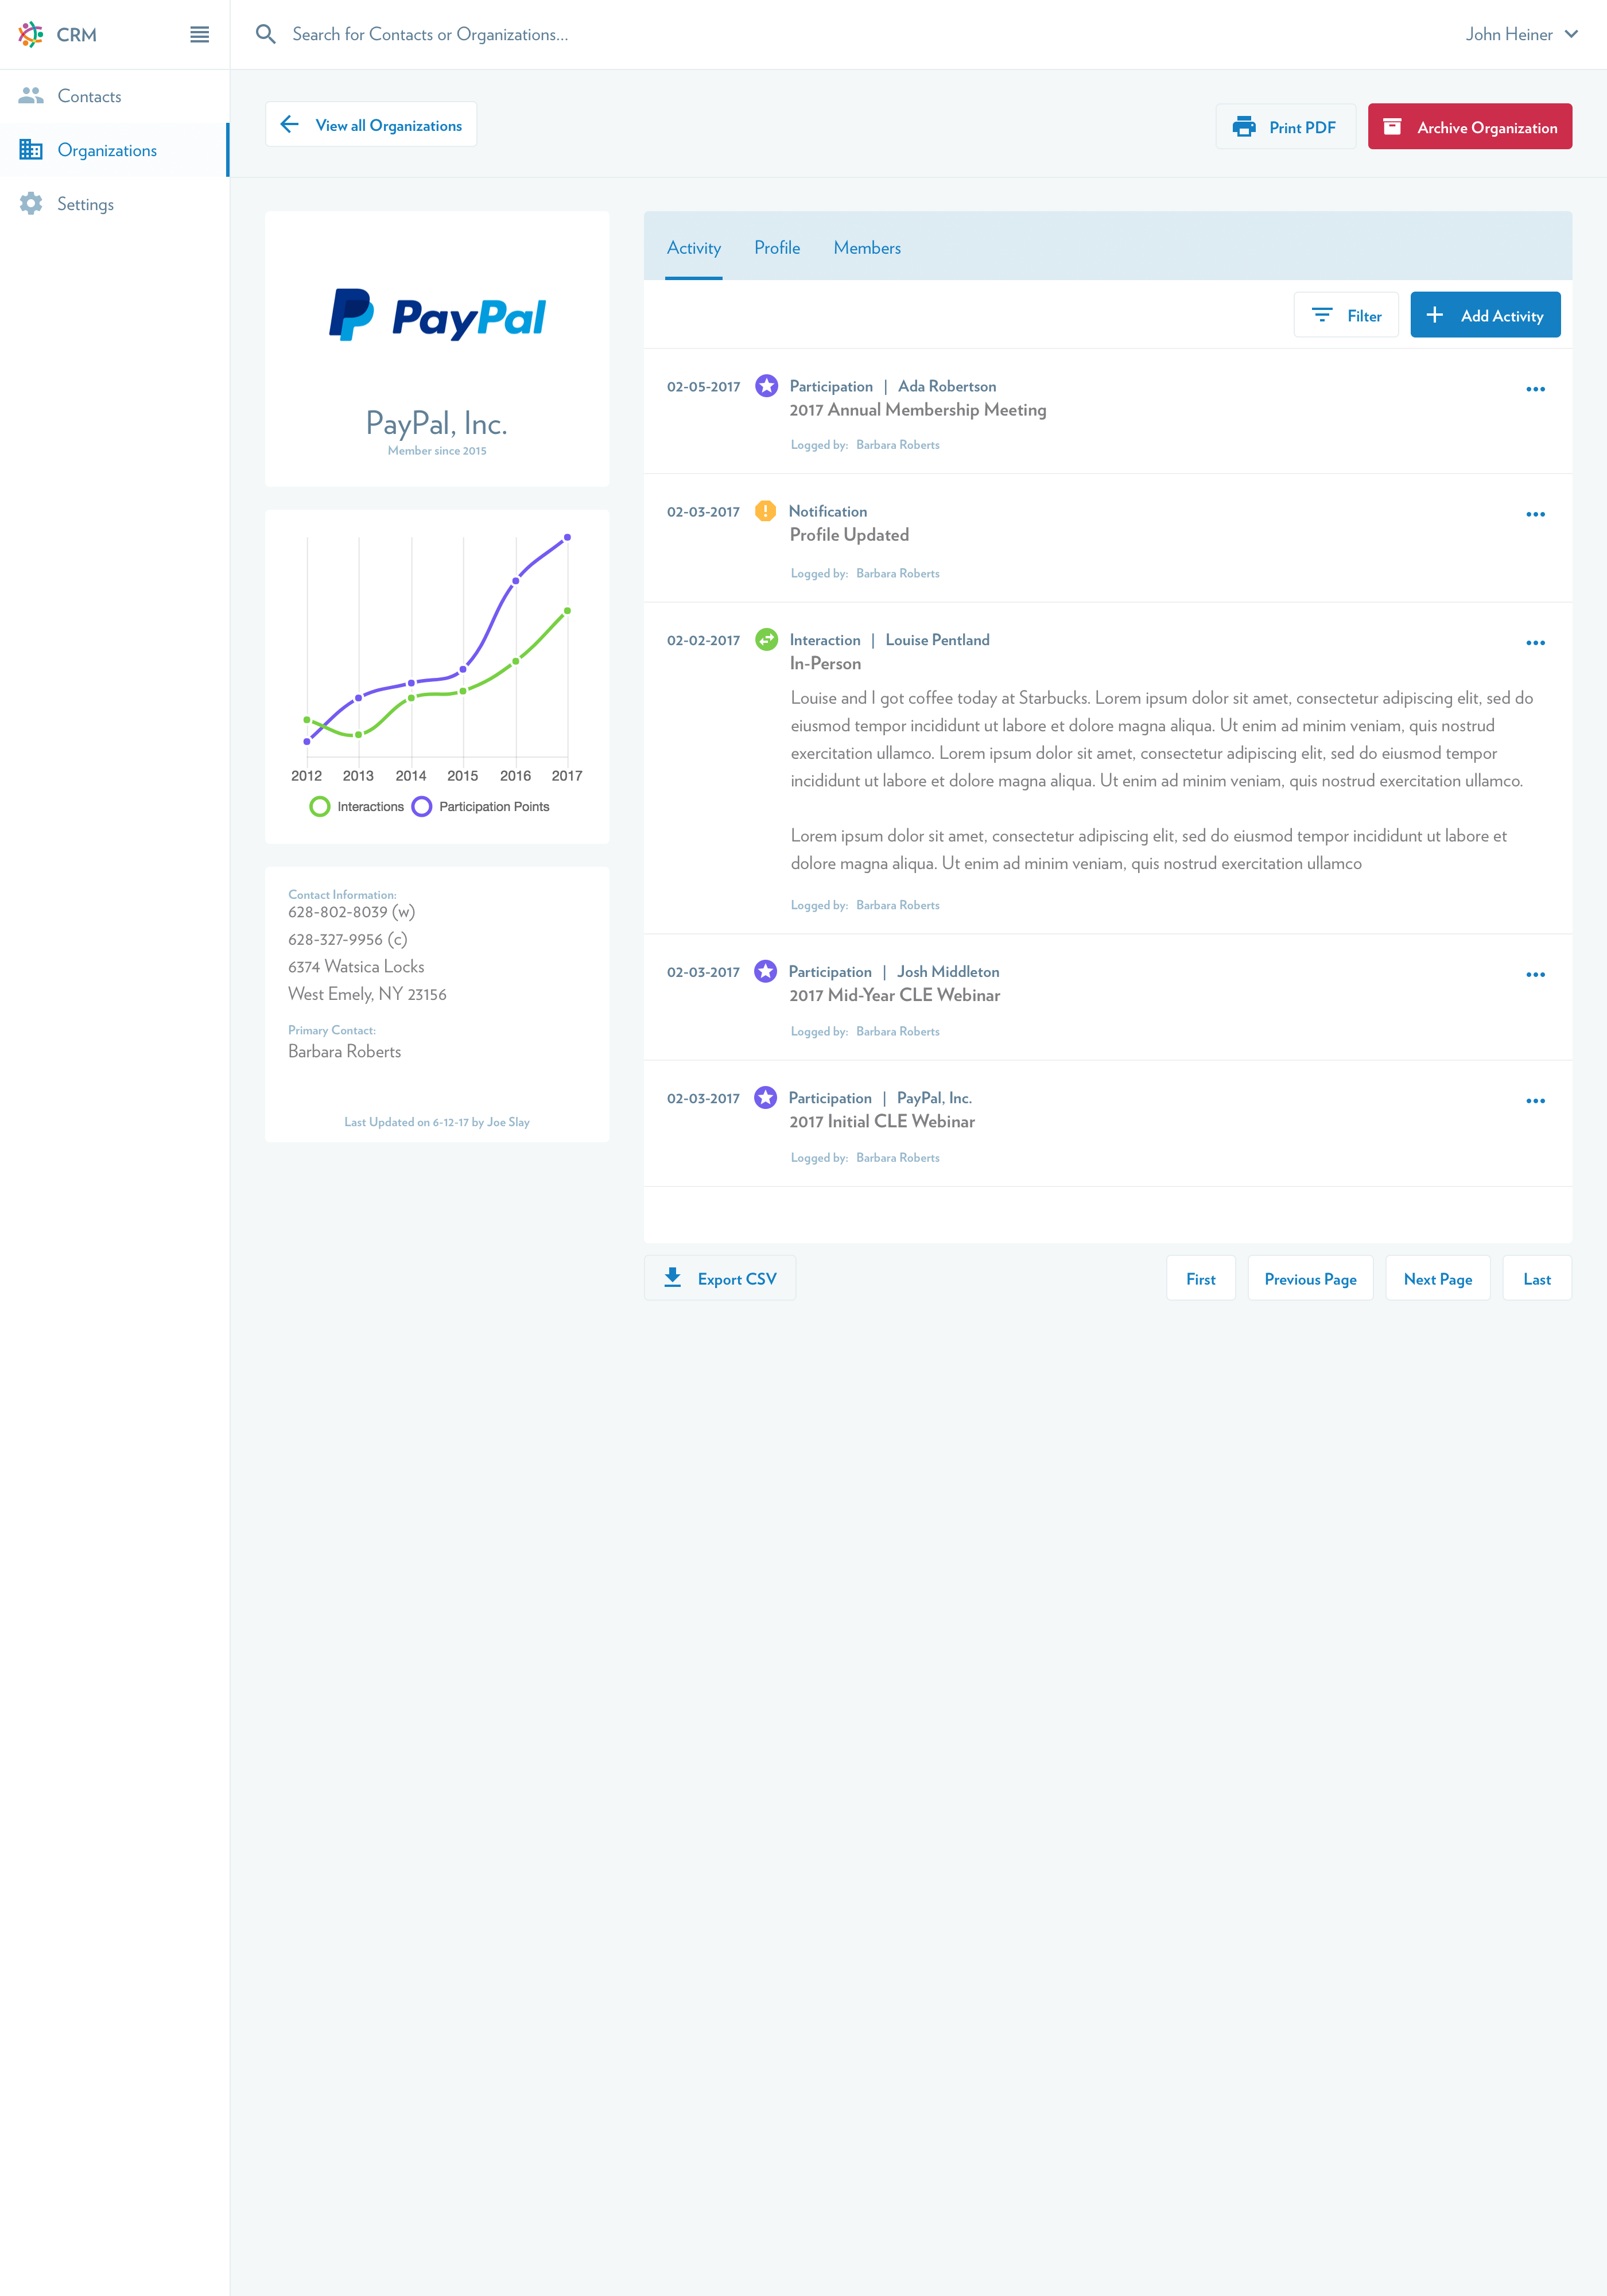 CRM
Search for Contacts or Organizations...
John Heiner
Contacts
Organizations
Settings
View all Organizations
Print PDF
Archive Organization
PayPal
PayPal, Inc.
Member since 2015
2012 2013 2014 2015 2016 2017
Interactions Participation Points
Contact Information:
628-802-8039 (w)
628-327-9956 (c)
6374 Watsica Locks
West Emely, NY 23156
Primary Contact:
Barbara Roberts
Last Updated on 6-12-17 by Joe Slay
Activity Profile Members
Filter
Add Activity
02-05-2017 Participation | Ada Robertson
2017 Annual Membership Meeting
Logged by: Barbara Roberts
02-03-2017 Notification
Profile Updated
Logged by: Barbara Roberts
02-02-2017 Interaction | Louise Pentland
In-Person
Louise and I got coffee today at Starbucks. Lorem ipsum dolor sit amet, consectetur adipiscing elit, sed do
eiusmod tempor incididunt ut labore et dolore magna aliqua. Ut enim ad minim veniam, quis nostrud
exercitation ullamco. Lorem ipsum dolor sit amet, consectetur adipiscing elit, sed do eiusmod tempor
incididunt ut labore et dolore magna aliqua. Ut enim ad minim veniam, quis nostrud exercitation ullamco.
Lorem ipsum dolor sit amet, consectetur adipiscing elit, sed do eiusmod tempor incididunt ut labore et
dolore magna aliqua. Ut enim ad minim veniam, quis nostrud exercitation ullamco
Logged by: Barbara Roberts
02-03-2017 Participation | Josh Middleton
2017 Mid-Year CLE Webinar
Logged by: Barbara Roberts
02-03-2017 Participation | PayPal, Inc.
2017 Initial CLE Webinar
Logged by: Barbara Roberts
Export CSV
First
Previous Page
Next Page
Last